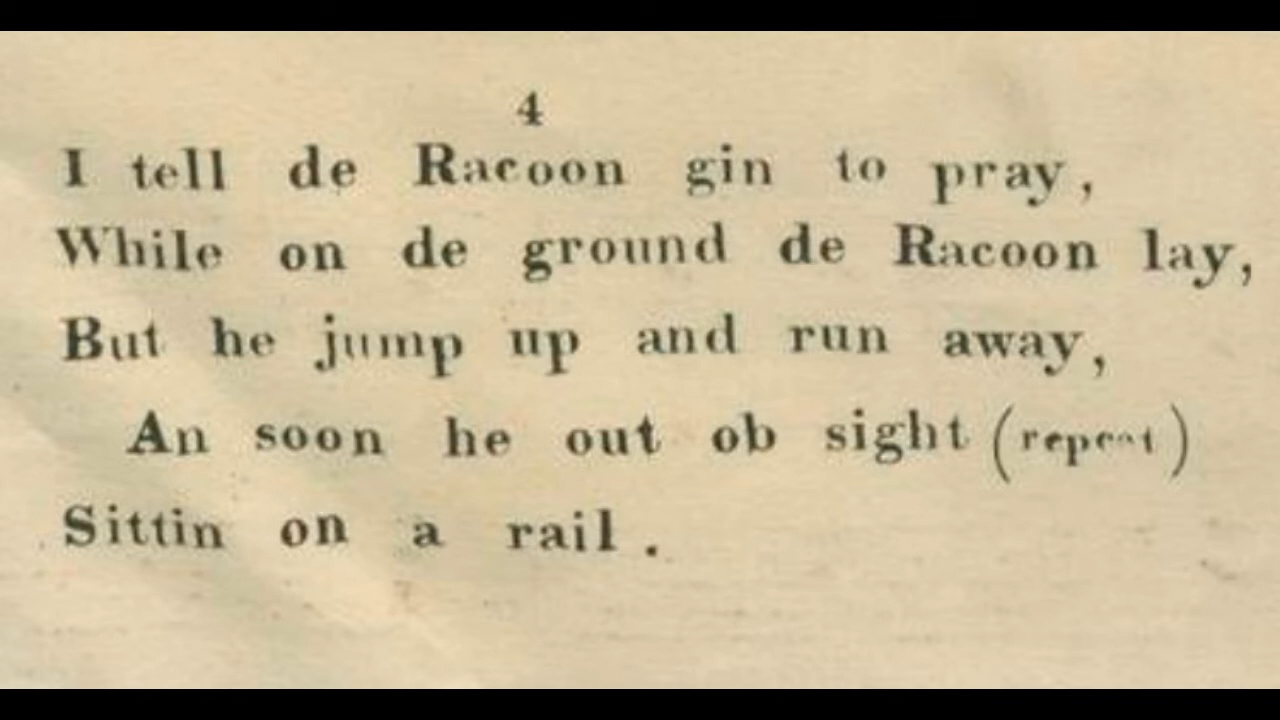 4
I tell de Racoon gin to pray,
While on de ground de Racoon lay,
But he jump up and run away,
An soon he out ob sight (repeat)
Sittin on a rail.